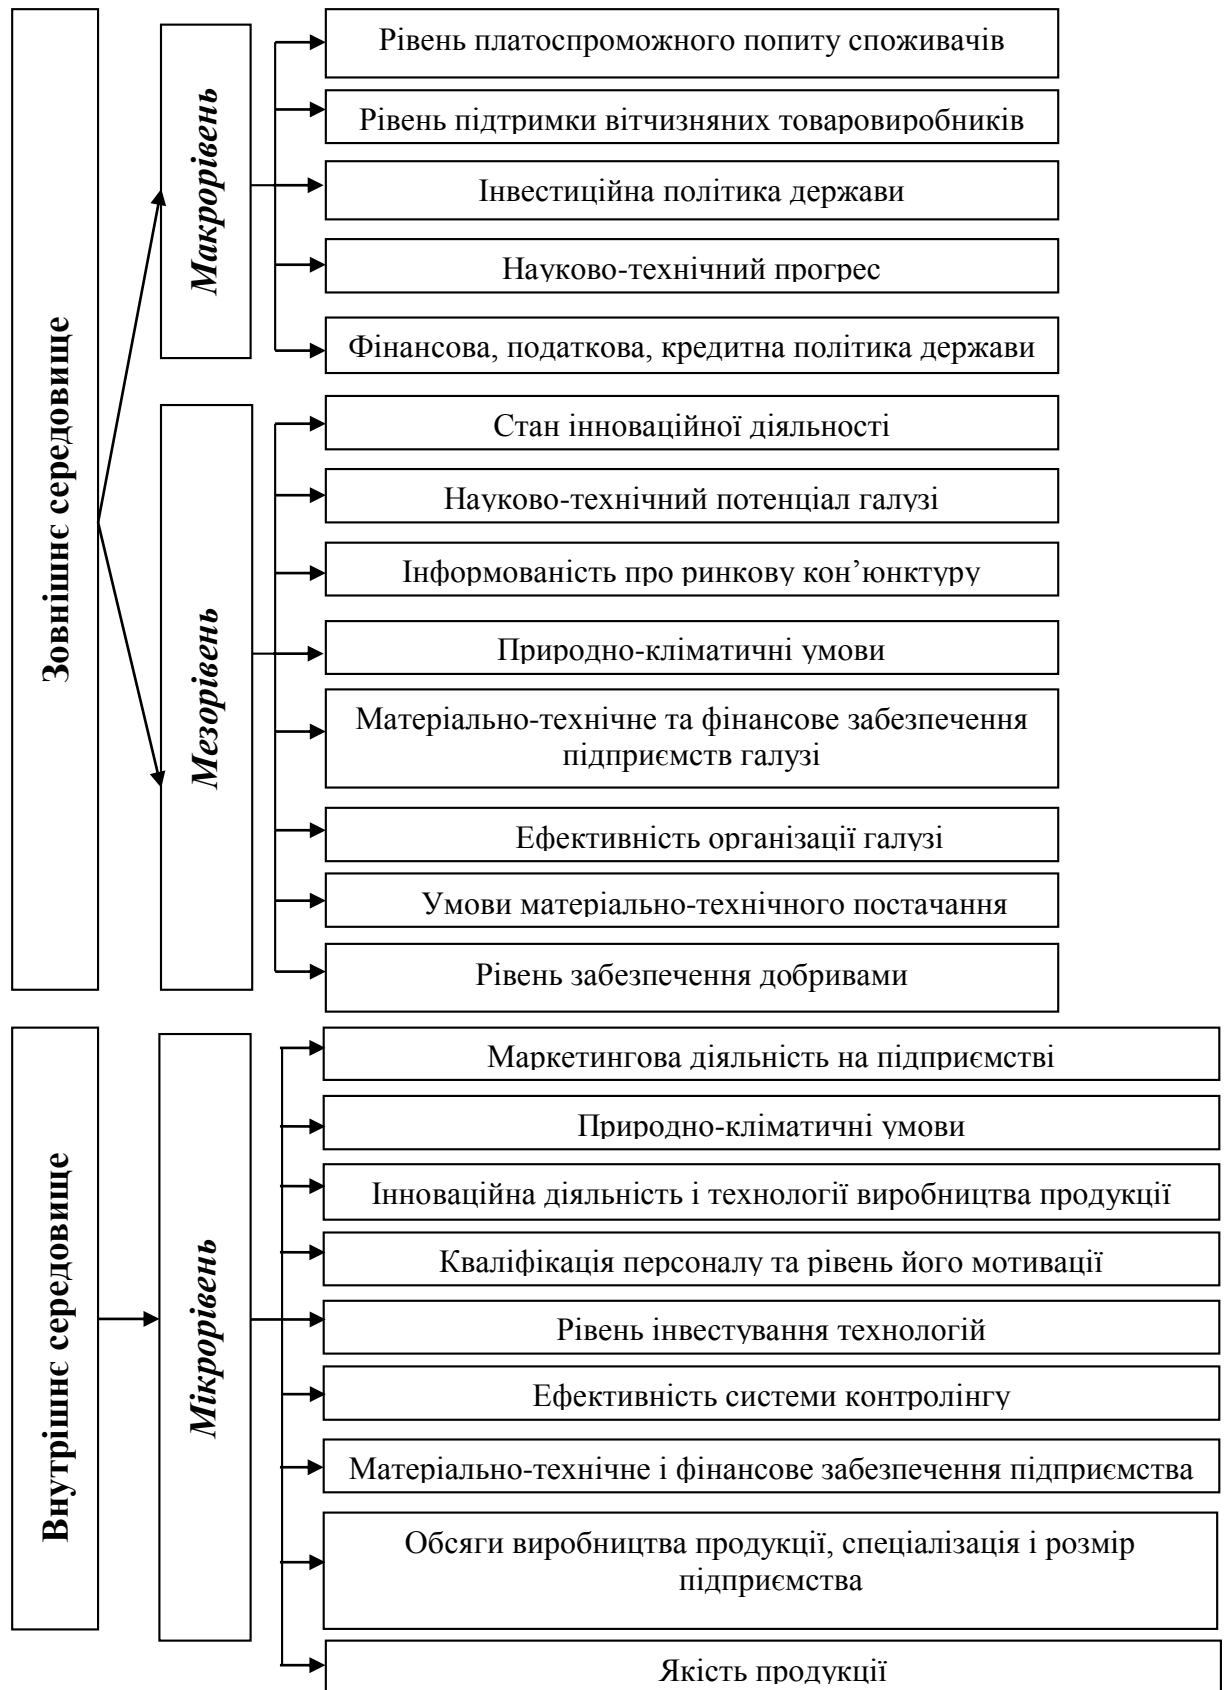 Зовнішнє середовище
Макрорівень
Рівень платоспроможного попиту споживачів
Рівень підтримки вітчизняних товаровиробників
Інвестиційна політика держави
Науково-технічний прогрес
Фінансова, податкова, кредитна політика держави
Мезорівень
Стан інноваційної діяльності
Науково-технічний потенціал галузі
Інформованість про ринкову кон’юнктуру
Природно-кліматичні умови
Матеріально-технічне та фінансове забезпечення
підприємств галузі
Ефективність організації галузі
Умови матеріально-технічного постачання
Рівень забезпечення добривами
Внутрішнє середовище
Мікрорівень
Маркетингова діяльність на підприємстві
Природно-кліматичні умови
Інноваційна діяльність і технології виробництва продукції
Кваліфікація персоналу та рівень його мотивації
Рівень інвестування технологій
Ефективність системи контролінгу
Матеріально-технічне і фінансове забезпечення підприємства
Обсяги виробництва продукції, спеціалізація і розмір
підприємства
Якість продукції